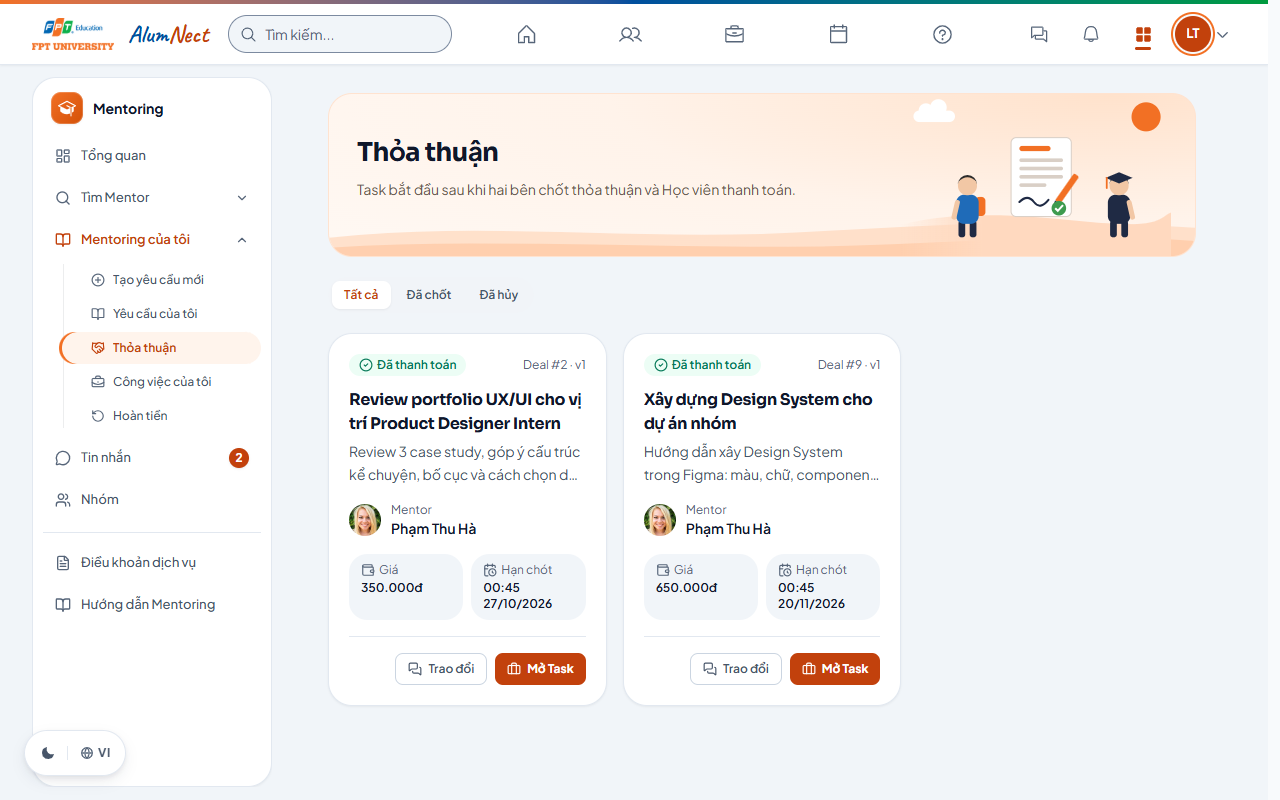 FPT Education
FPT UNIVERSITY
AlumNect
Tìm kiếm...
LT
Mentoring
Tổng quan
Tìm Mentor
Mentoring của tôi
Tạo yêu cầu mới
Yêu cầu của tôi
Thỏa thuận
Công việc của tôi
Hoàn tiền
Tin nhắn
2
Nhóm
Điều khoản dịch vụ
Hướng dẫn Mentoring
VI
Thỏa thuận
Task bắt đầu sau khi hai bên chốt thỏa thuận và Học viên thanh toán.
Tất cả
Đã chốt
Đã hủy
Đã thanh toán
Deal #2 · v1
Review portfolio UX/UI cho vị
trí Product Designer Intern
Review 3 case study, góp ý cấu trúc
kể chuyện, bố cục và cách chọn d...
Mentor
Phạm Thu Hà
Giá
350.000đ
Hạn chót
00:45
27/10/2026
Trao đổi
Mở Task
Đã thanh toán
Deal #9 · v1
Xây dựng Design System cho
dự án nhóm
Hướng dẫn xây Design System
trong Figma: màu, chữ, componen...
Mentor
Phạm Thu Hà
Giá
650.000đ
Hạn chót
00:45
20/11/2026
Trao đổi
Mở Task